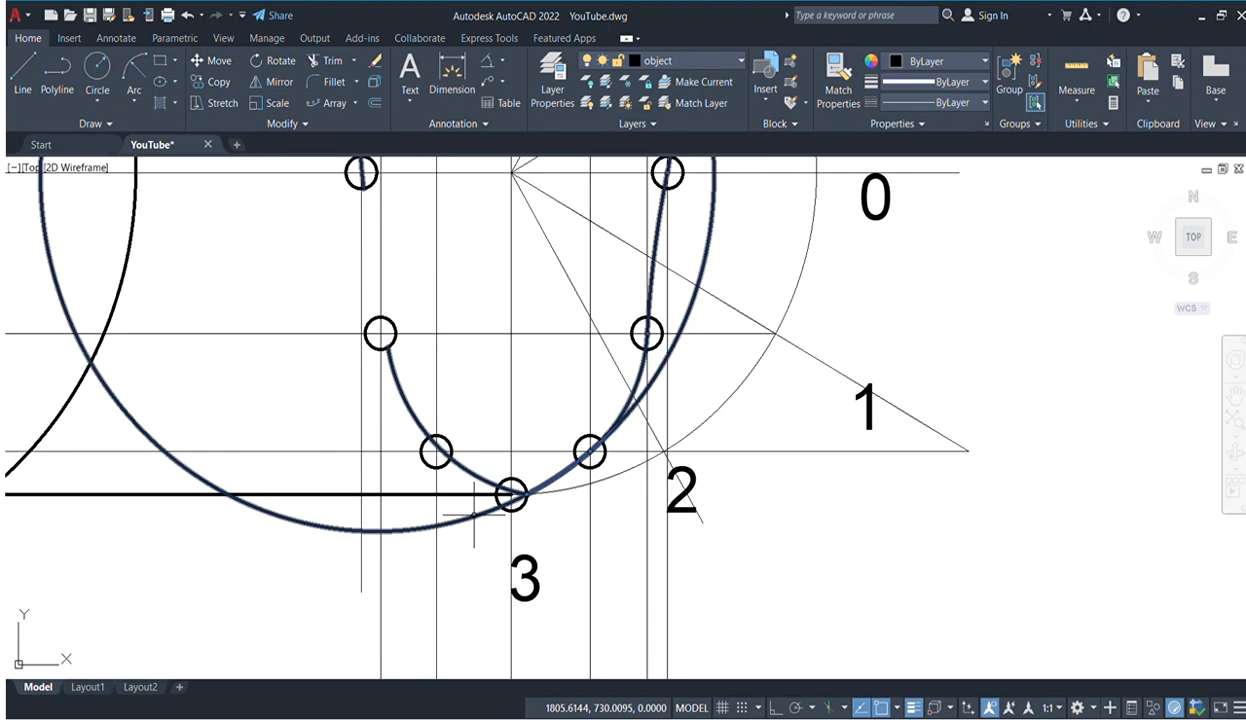 Share
Autodesk AutoCAD 2022 YouTube.dwg
Type a keyword or phrase
Sign In
Home Insert Annotate Parametric View Manage Output Add-ins Collaborate Express Tools Featured Apps
Line
Polyline
Circle
Arc
Move
Rotate
Trim
Copy
Mirror
Fillet
Stretch
Scale
Array
Text
Dimension
Table
Layer
Properties
object
Make Current
Match Layer
Insert
Match
Properties
ByLayer
ByLayer
ByLayer
Group
Measure
Paste
Base
Draw
Modify
Annotation
Layers
Block
Properties
Groups
Utilities
Clipboard
View
Start
YouTube*
[−][Top][2D Wireframe]
N
W
TOP
E
S
WCS
0
1
2
3
Y
X
Model Layout1 Layout2
1805.6144, 730.0095, 0.0000 MODEL
1:1